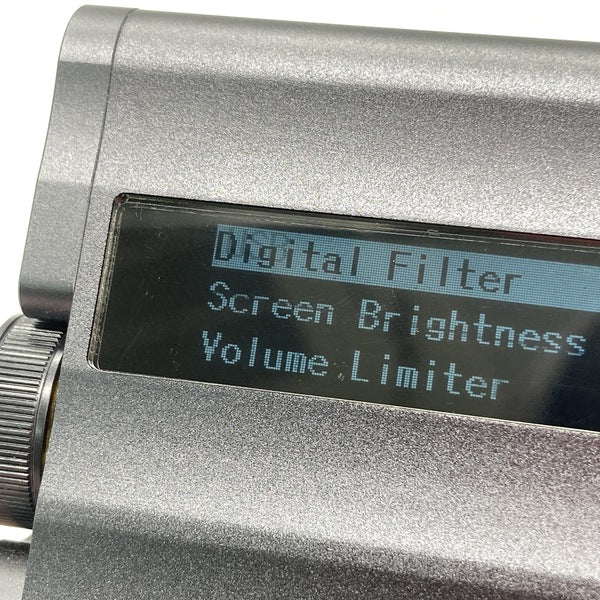 Digital Filter
Screen Brightness
Volume Limiter